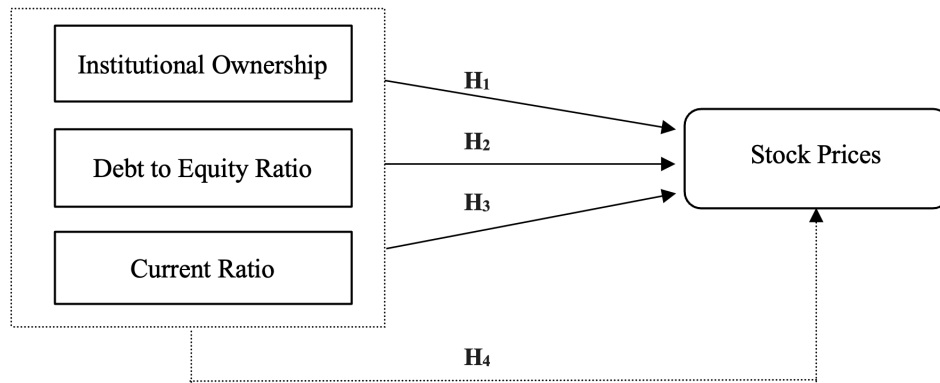 Institutional Ownership
H₁
Debt to Equity Ratio
H₂
Stock Prices
H₃
Current Ratio
H₄